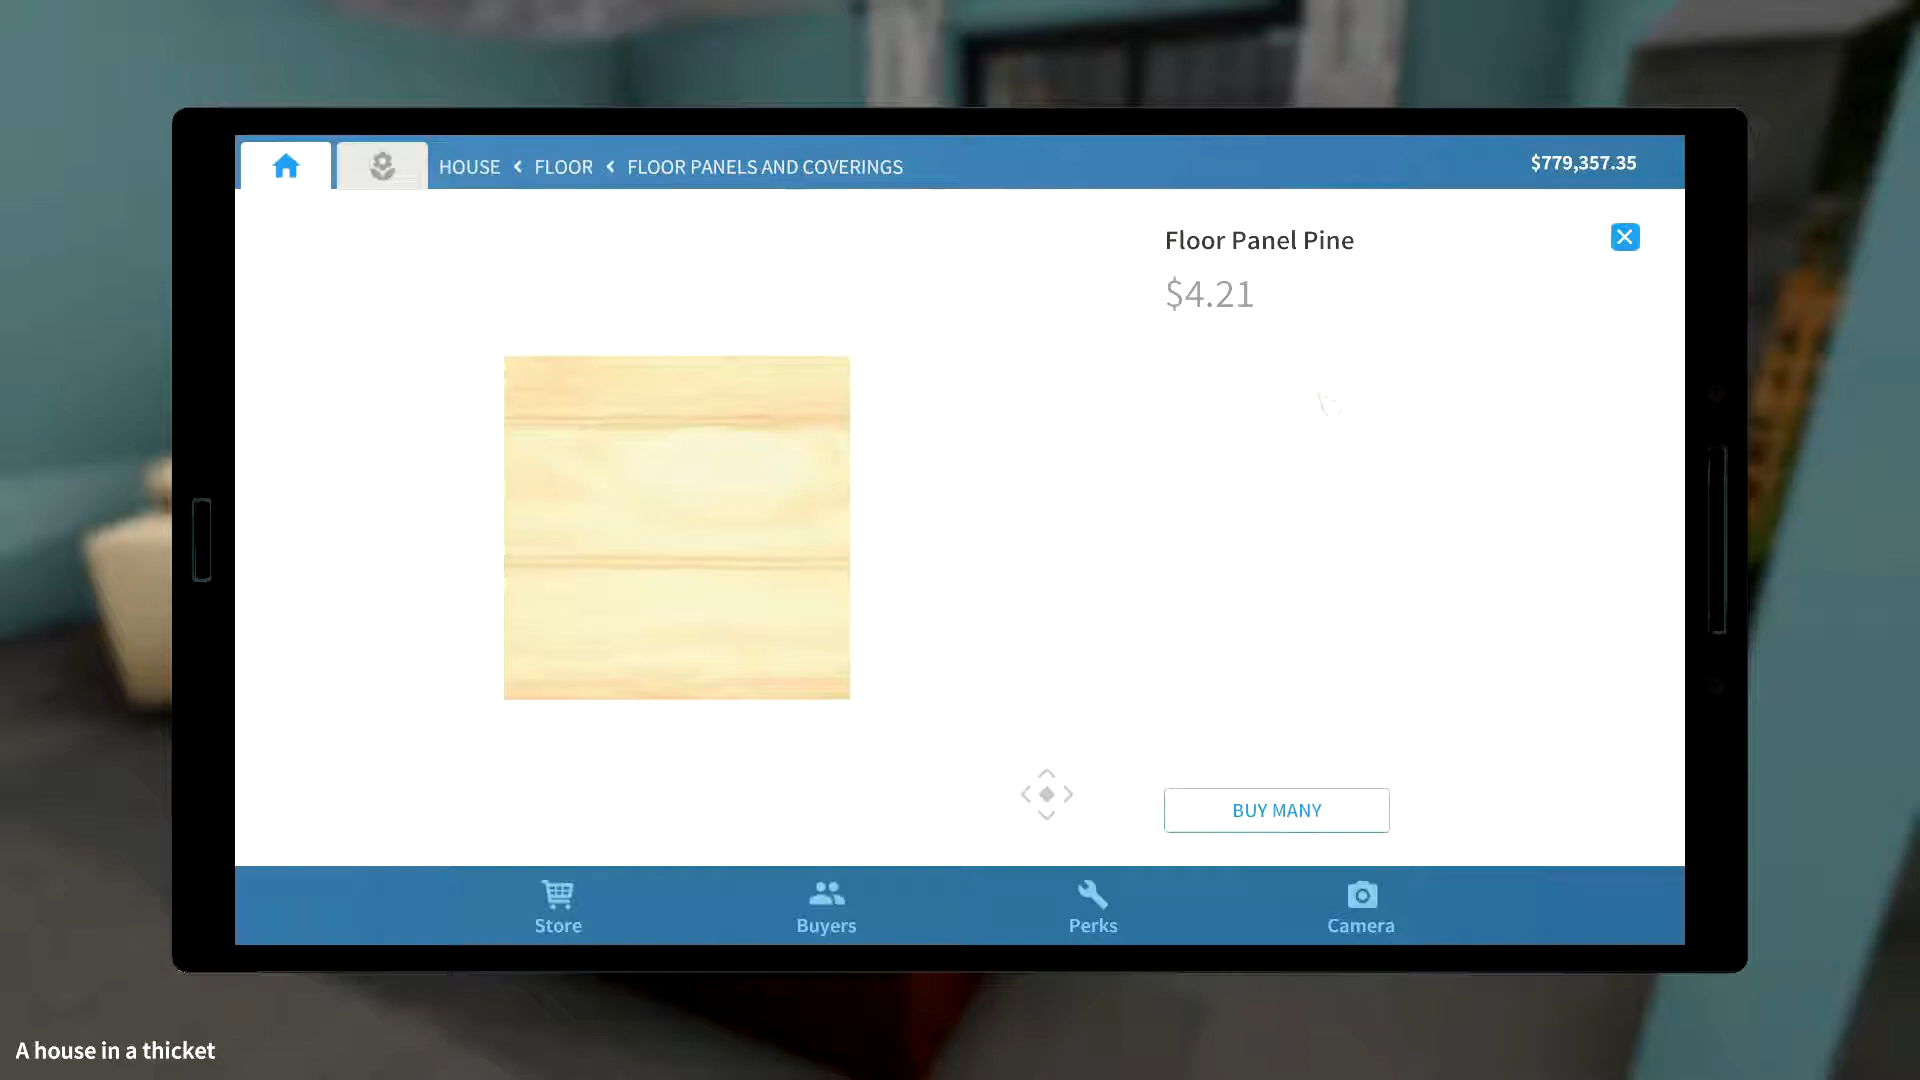 HOUSE < FLOOR < FLOOR PANELS AND COVERINGS
$779,357.35
Floor Panel Pine
$4.21
BUY MANY
Store
Buyers
Perks
Camera
A house in a thicket